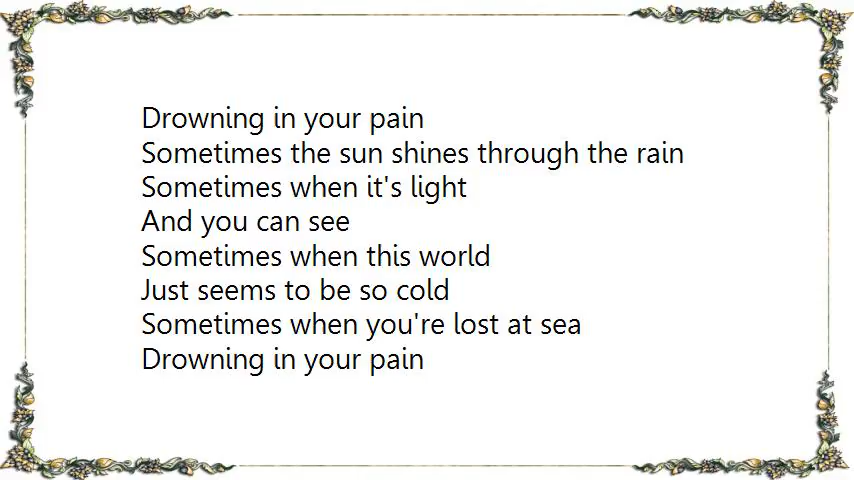 Drowning in your pain
Sometimes the sun shines through the rain
Sometimes when it's light
And you can see
Sometimes when this world
Just seems to be so cold
Sometimes when you're lost at sea
Drowning in your pain